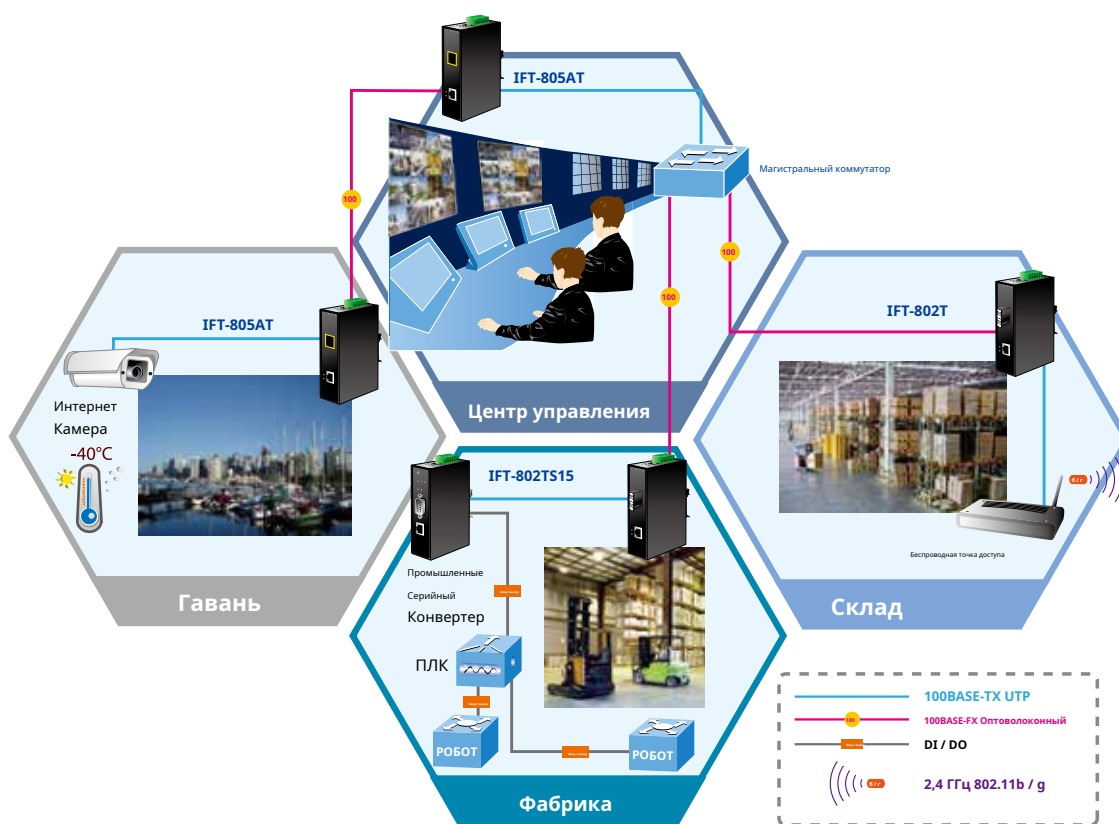 IFT-805AT
Магистральный коммутатор
100
100
100
IFT-805AT
IFT-802T
Интернет
Камера
-40°C
Центр управления
IFT-802TS15
б / г
Беспроводная точка доступа
Промышленные
Серийный
Конвертер
Гавань
Склад
ПЛК
РОБОТ
РОБОТ
Фабрика
100BASE-TX UTP
100
100BASE-FX Оптоволоконный
DI / DO
б / г
2,4 ГГц 802.11b / g